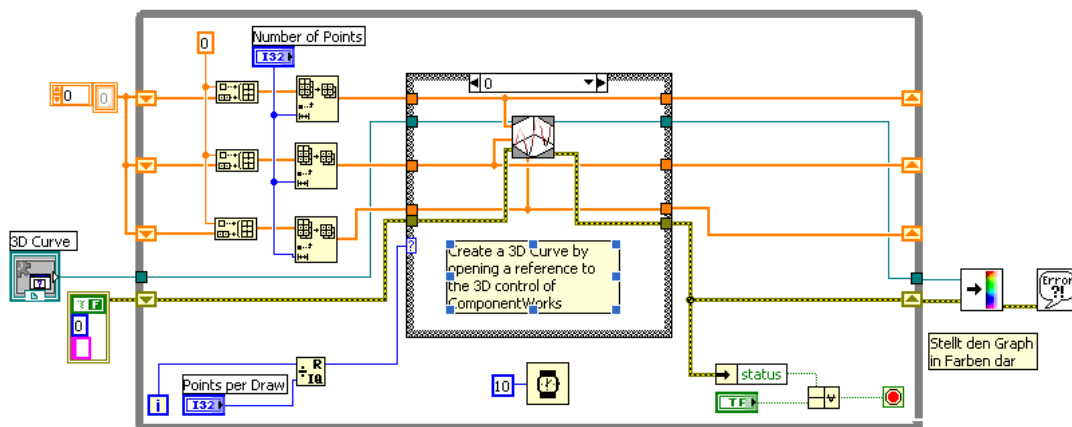 0
Number of Points
I32
0
0
0.
3D Curve
?
F
0
?
Create a 3D Curve by
opening a reference to
the 3D control of
ComponentWorks
Error
?!
Stellt den Graph
in Farben dar
R
IQ
Points per Draw
I32
i
10
status
TF